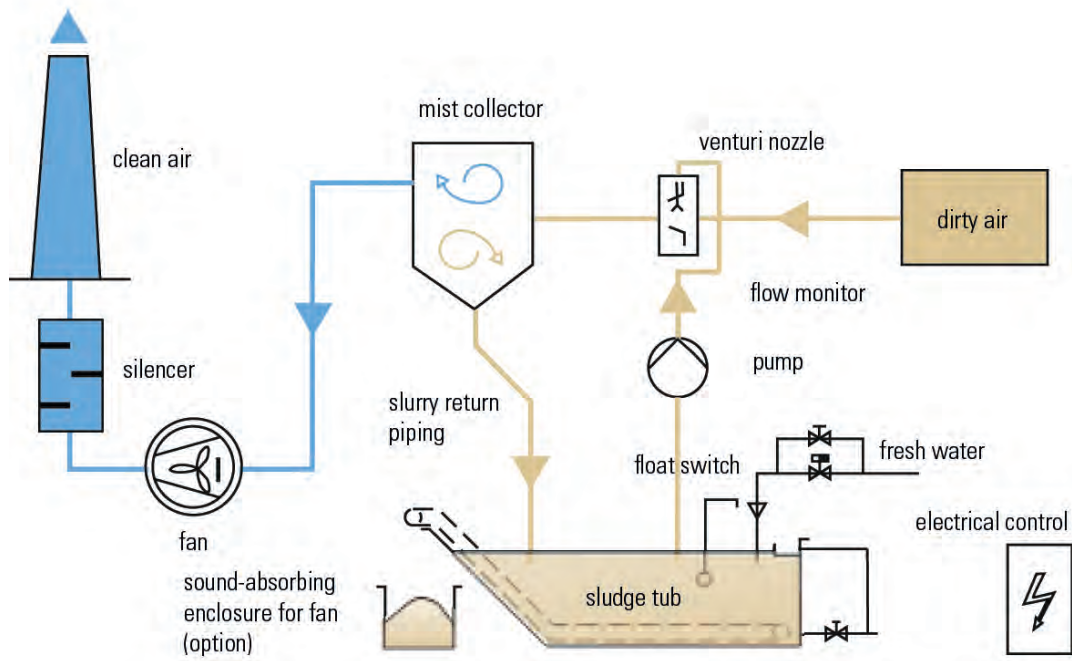 mist collector
venturi nozzle
clean air
dirty air
flow monitor
silencer
pump
slurry return
piping
float switch
fresh water
electrical control
fan
sound-absorbing
enclosure for fan
(option)
sludge tub